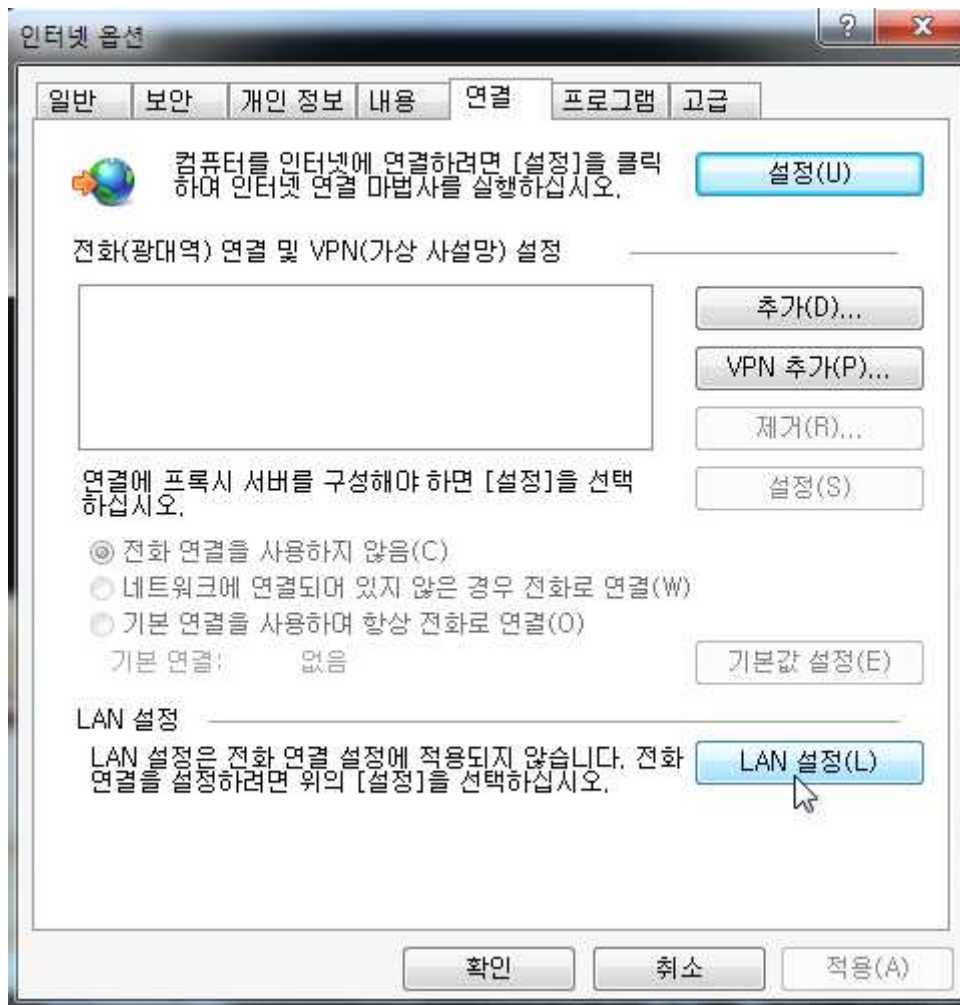 인터넷 옵션
일반 보안 개인 정보 내용 연결 프로그램 고급
컴퓨터를 인터넷에 연결하려면 [설정]을 클릭
하여 인터넷 연결 마법사를 실행하십시오.
설정(U)
전화(광대역) 연결 및 VPN(가상 사설망) 설정
추가(D)...
VPN 추가(P)...
제거(R)...
연결에 프록시 서버를 구성해야 하면 [설정]을 선택
하십시오.
설정(S)
전화 연결을 사용하지 않음(C)
네트워크에 연결되어 있지 않은 경우 전화로 연결(W)
기본 연결을 사용하여 항상 전화로 연결(O)
기본 연결: 없음
기본값 설정(E)
LAN 설정
LAN 설정은 전화 연결 설정에 적용되지 않습니다. 전화
연결을 설정하려면 위의 [설정]을 선택하십시오.
LAN 설정(L)
확인 취소 적용(A)